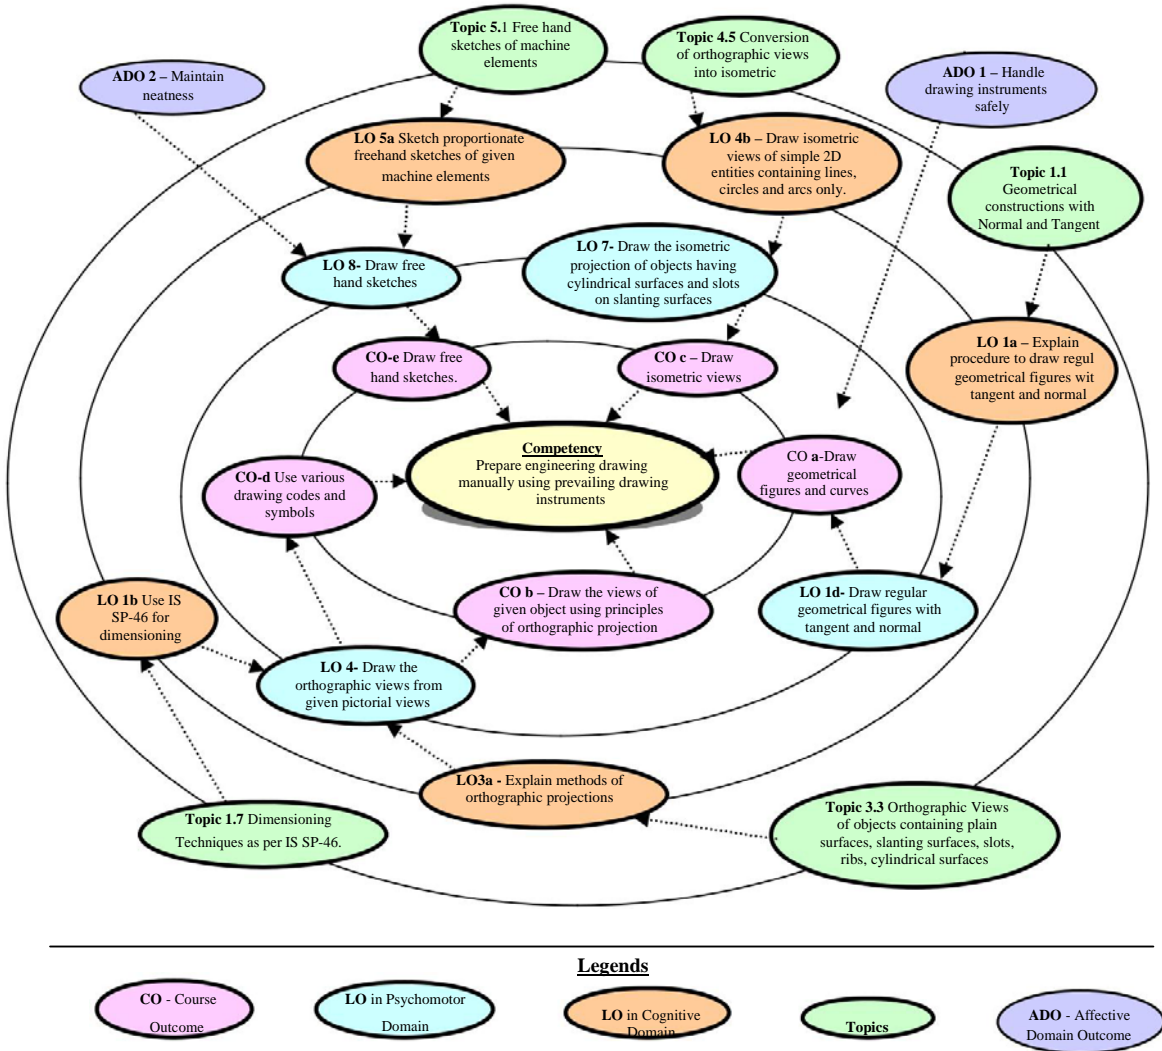 Topic 5.1 Free hand
sketches of machine
elements
Topic 4.5 Conversion
of orthographic views
into isometric
ADO 2 – Maintain
neatness
ADO 1 – Handle
drawing instruments
safely
LO 5a Sketch proportionate
freehand sketches of given
machine elements
LO 4b – Draw isometric
views of simple 2D
entities containing lines,
circles and arcs only.
Topic 1.1
Geometrical
constructions with
Normal and Tangent
LO 8- Draw free
hand sketches
LO 7- Draw the isometric
projection of objects having
cylindrical surfaces and slots
on slanting surfaces
LO 1a – Explain
procedure to draw regul
geometrical figures wit
tangent and normal
CO-e Draw free
hand sketches.
CO c – Draw
isometric views
Competency
Prepare engineering drawing
manually using prevailing drawing
instruments
CO-d Use various
drawing codes and
symbols
CO a-Draw
geometrical
figures and curves
LO 1b Use IS
SP-46 for
dimensioning
CO b – Draw the views of
given object using principles
of orthographic projection
LO 1d- Draw regular
geometrical figures with
tangent and normal
LO 4- Draw the
orthographic views from
given pictorial views
LO3a - Explain methods of
orthographic projections
Topic 1.7 Dimensioning
Techniques as per IS SP-46.
Topic 3.3 Orthographic Views
of objects containing plain
surfaces, slanting surfaces, slots,
ribs, cylindrical surfaces
Legends
CO - Course
Outcome
LO in Psychomotor
Domain
LO in Cognitive
Domain
Topics
ADO - Affective
Domain Outcome